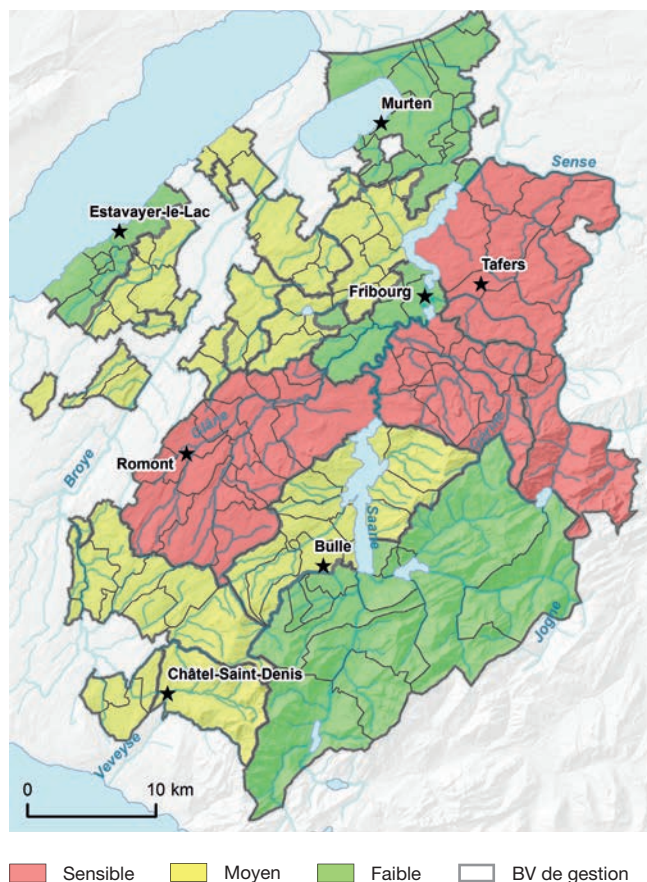 Murten
Sense
Estavayer-le-Lac
Tafers
Fribourg
Glâne
Romont
Broye
Saane
Bulle
Jogne
Châtel-Saint-Denis
Veveyse
0 10 km
Sensible Moyen Faible BV de gestion